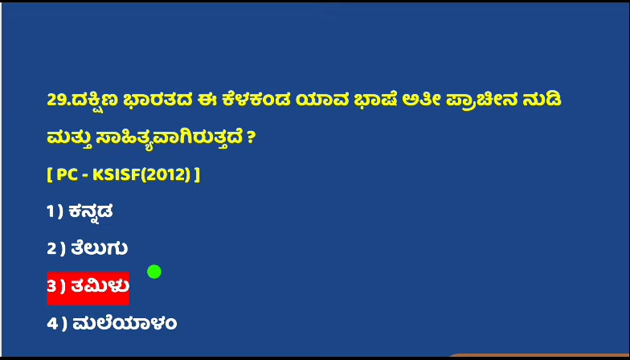 29.ದಕ್ಷಿಣ ಭಾರತದ ಈ ಕೆಳಕಂಡ ಯಾವ ಭಾಷೆ ಅತೀ ಪ್ರಾಚೀನ ನುಡಿ
ಮತ್ತು ಸಾಹಿತ್ಯವಾಗಿರುತ್ತದೆ ?
[ PC - KSISF(2012) ]
1 ) ಕನ್ನಡ
2 ) ತೆಲುಗು
3 ) ತಮಿಳು
4 ) ಮಲೆಯಾಳಂ